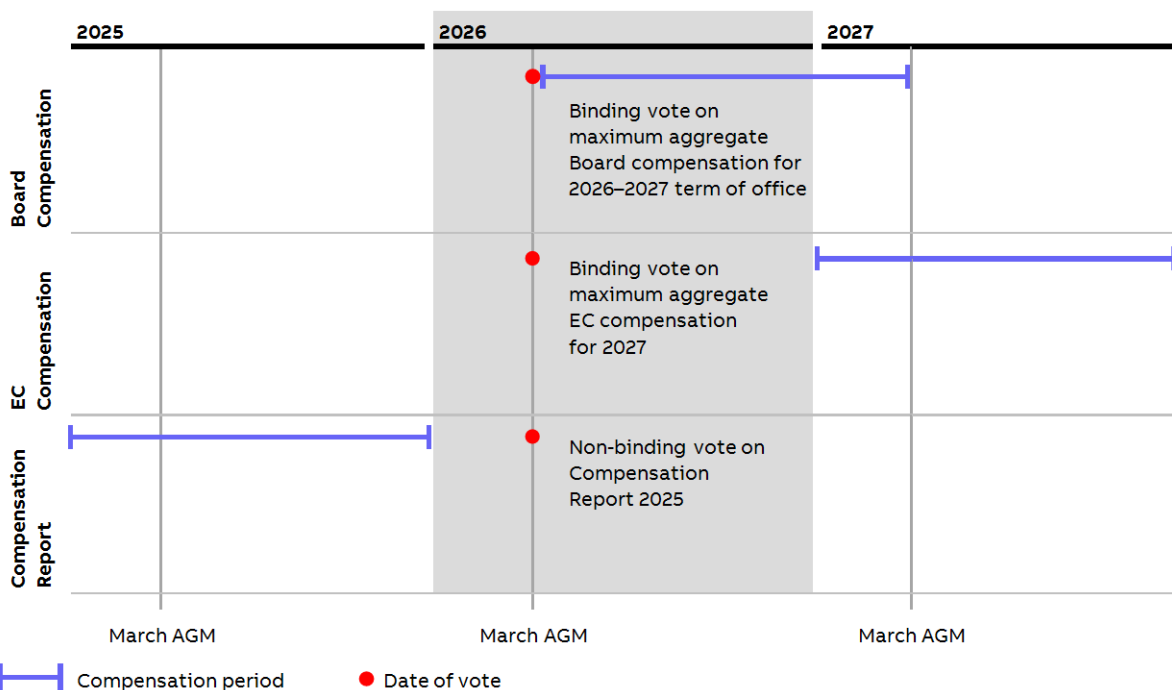 2025
2026
2027
Board
Compensation
Binding vote on
maximum aggregate
Board compensation for
2026–2027 term of office
EC
Compensation
Binding vote on
maximum aggregate
EC compensation
for 2027
Compensation
Report
Non-binding vote on
Compensation
Report 2025
March AGM
March AGM
March AGM
Compensation period
Date of vote